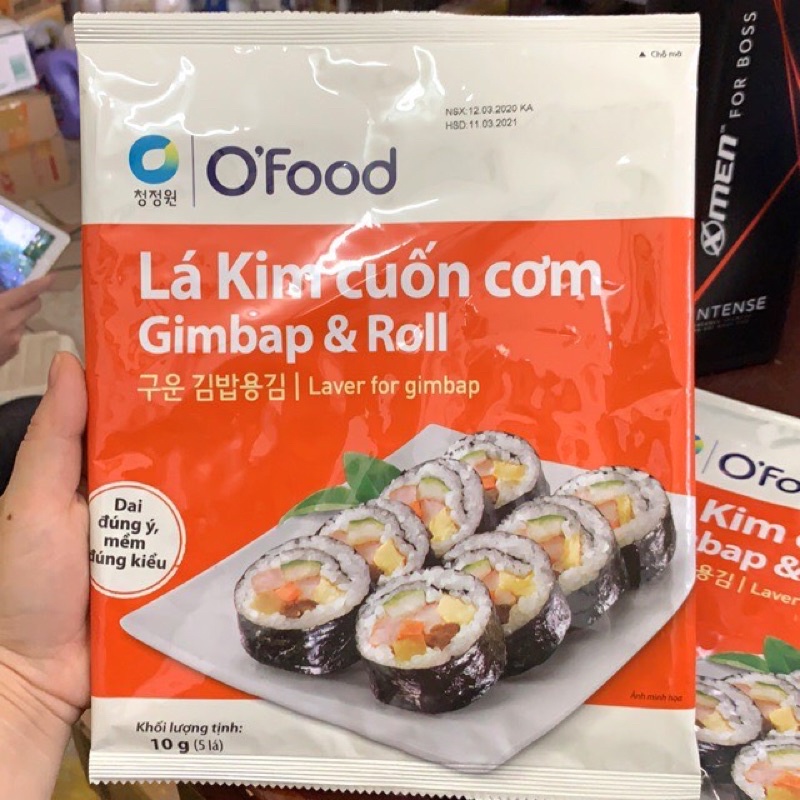 ▲ Chỗ mở
NSX:12.03.2020 KA
HSD:11.03.2021
청정원
O'Food
Lá Kim cuốn cơm
Gimbap & Roll
구운 김밥용김 | Laver for gimbap
Dai
đúng ý,
mềm
đúng kiểu
Ảnh minh họa
Khối lượng tịnh:
10 g (5 lá)
XMEN™ FOR BOSS
INTENSE
O'Foo
Kim
bap &
용김 | Laver